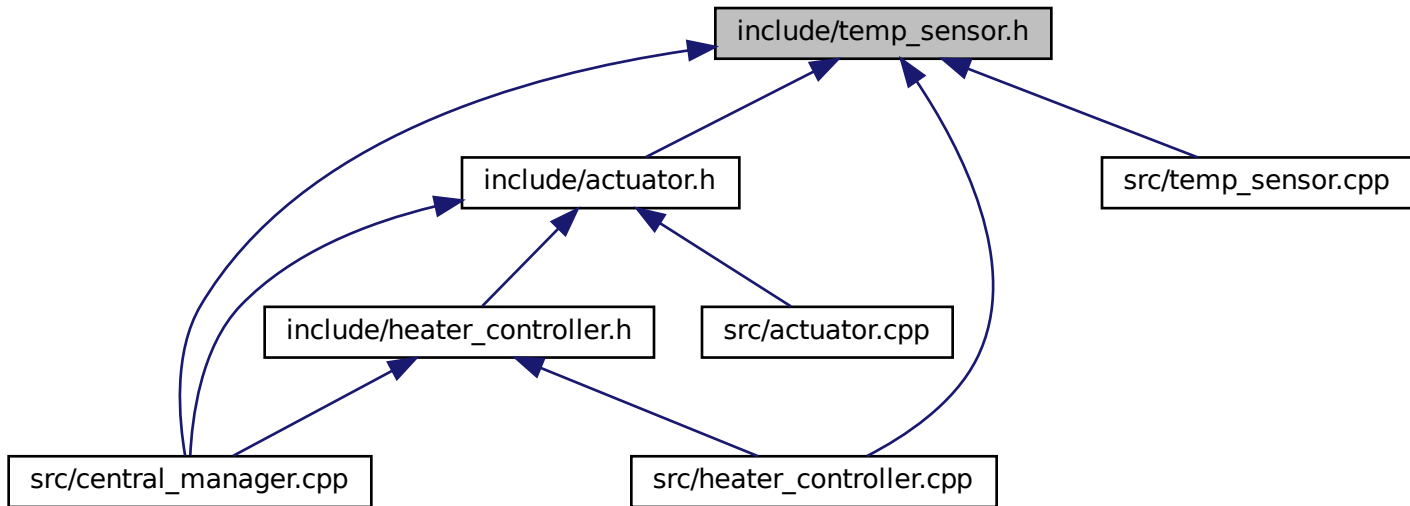 include/temp_sensor.h
include/actuator.h
src/temp_sensor.cpp
include/heater_controller.h
src/actuator.cpp
src/central_manager.cpp
src/heater_controller.cpp